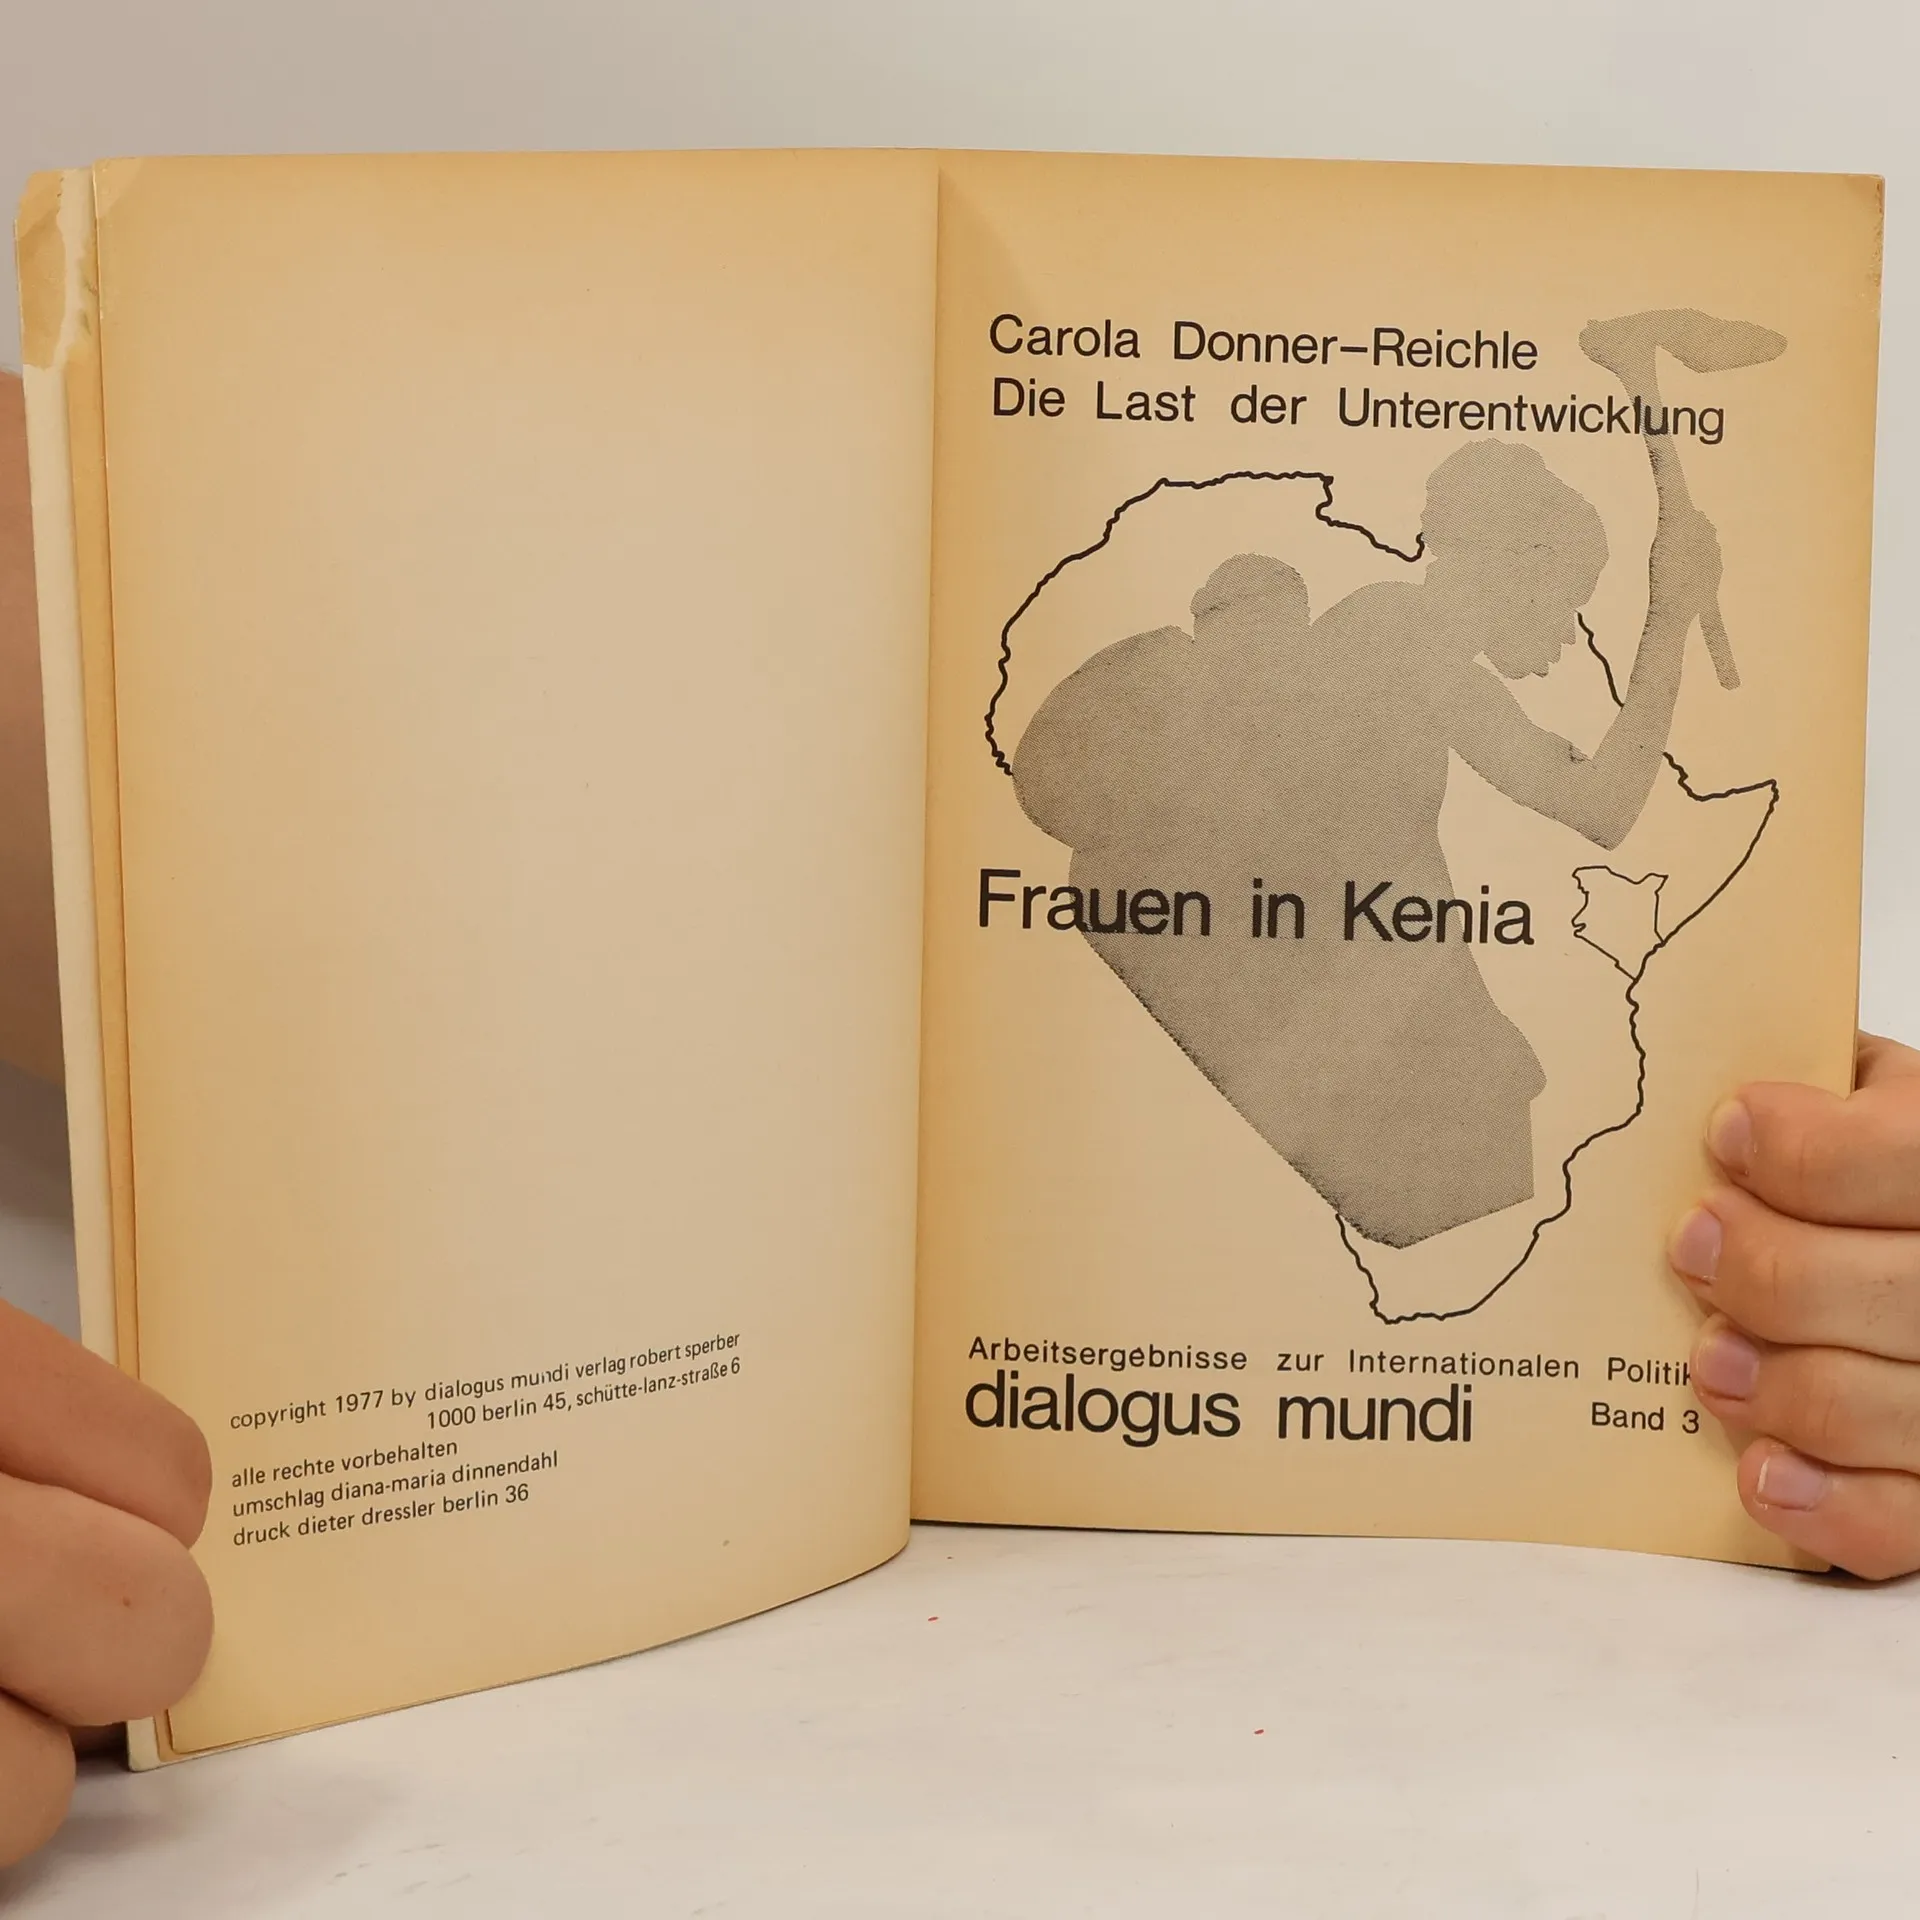 copyright 1977 by dialogus mundi verlag robert sperber
1000 berlin 45, schütte-lanz-straße 6
alle rechte vorbehalten
umschlag diana-maria dinnendahl
druck dieter dressler berlin 36
Carola Donner-Reichle
Die Last der Unterentwicklung
Frauen in Kenia
Arbeitsergebnisse zur Internationalen Politik
dialogus mundi Band 3